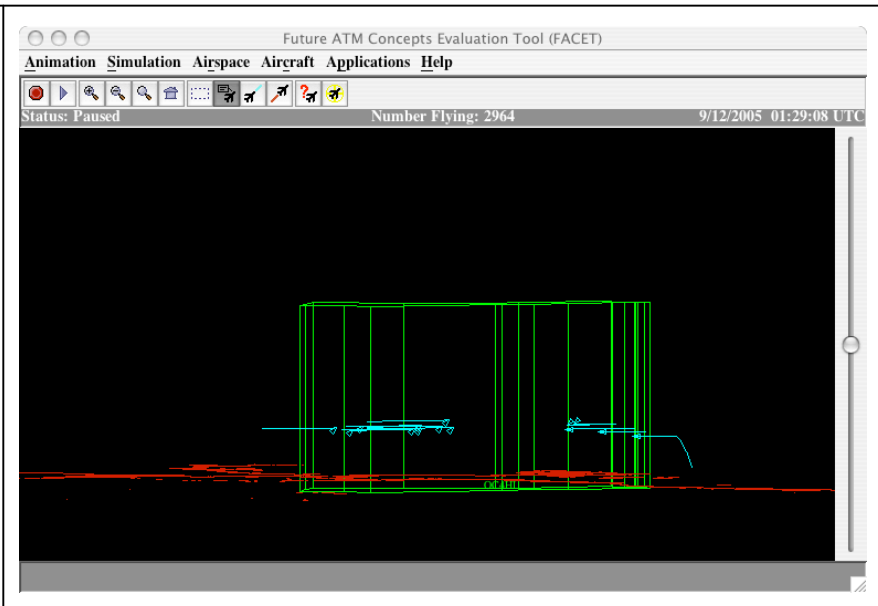 Future ATM Concepts Evaluation Tool (FACET)
Animation Simulation Airspace Aircraft Applications Help
Status: Paused Number Flying: 2964 9/12/2005 01:29:08 UTC